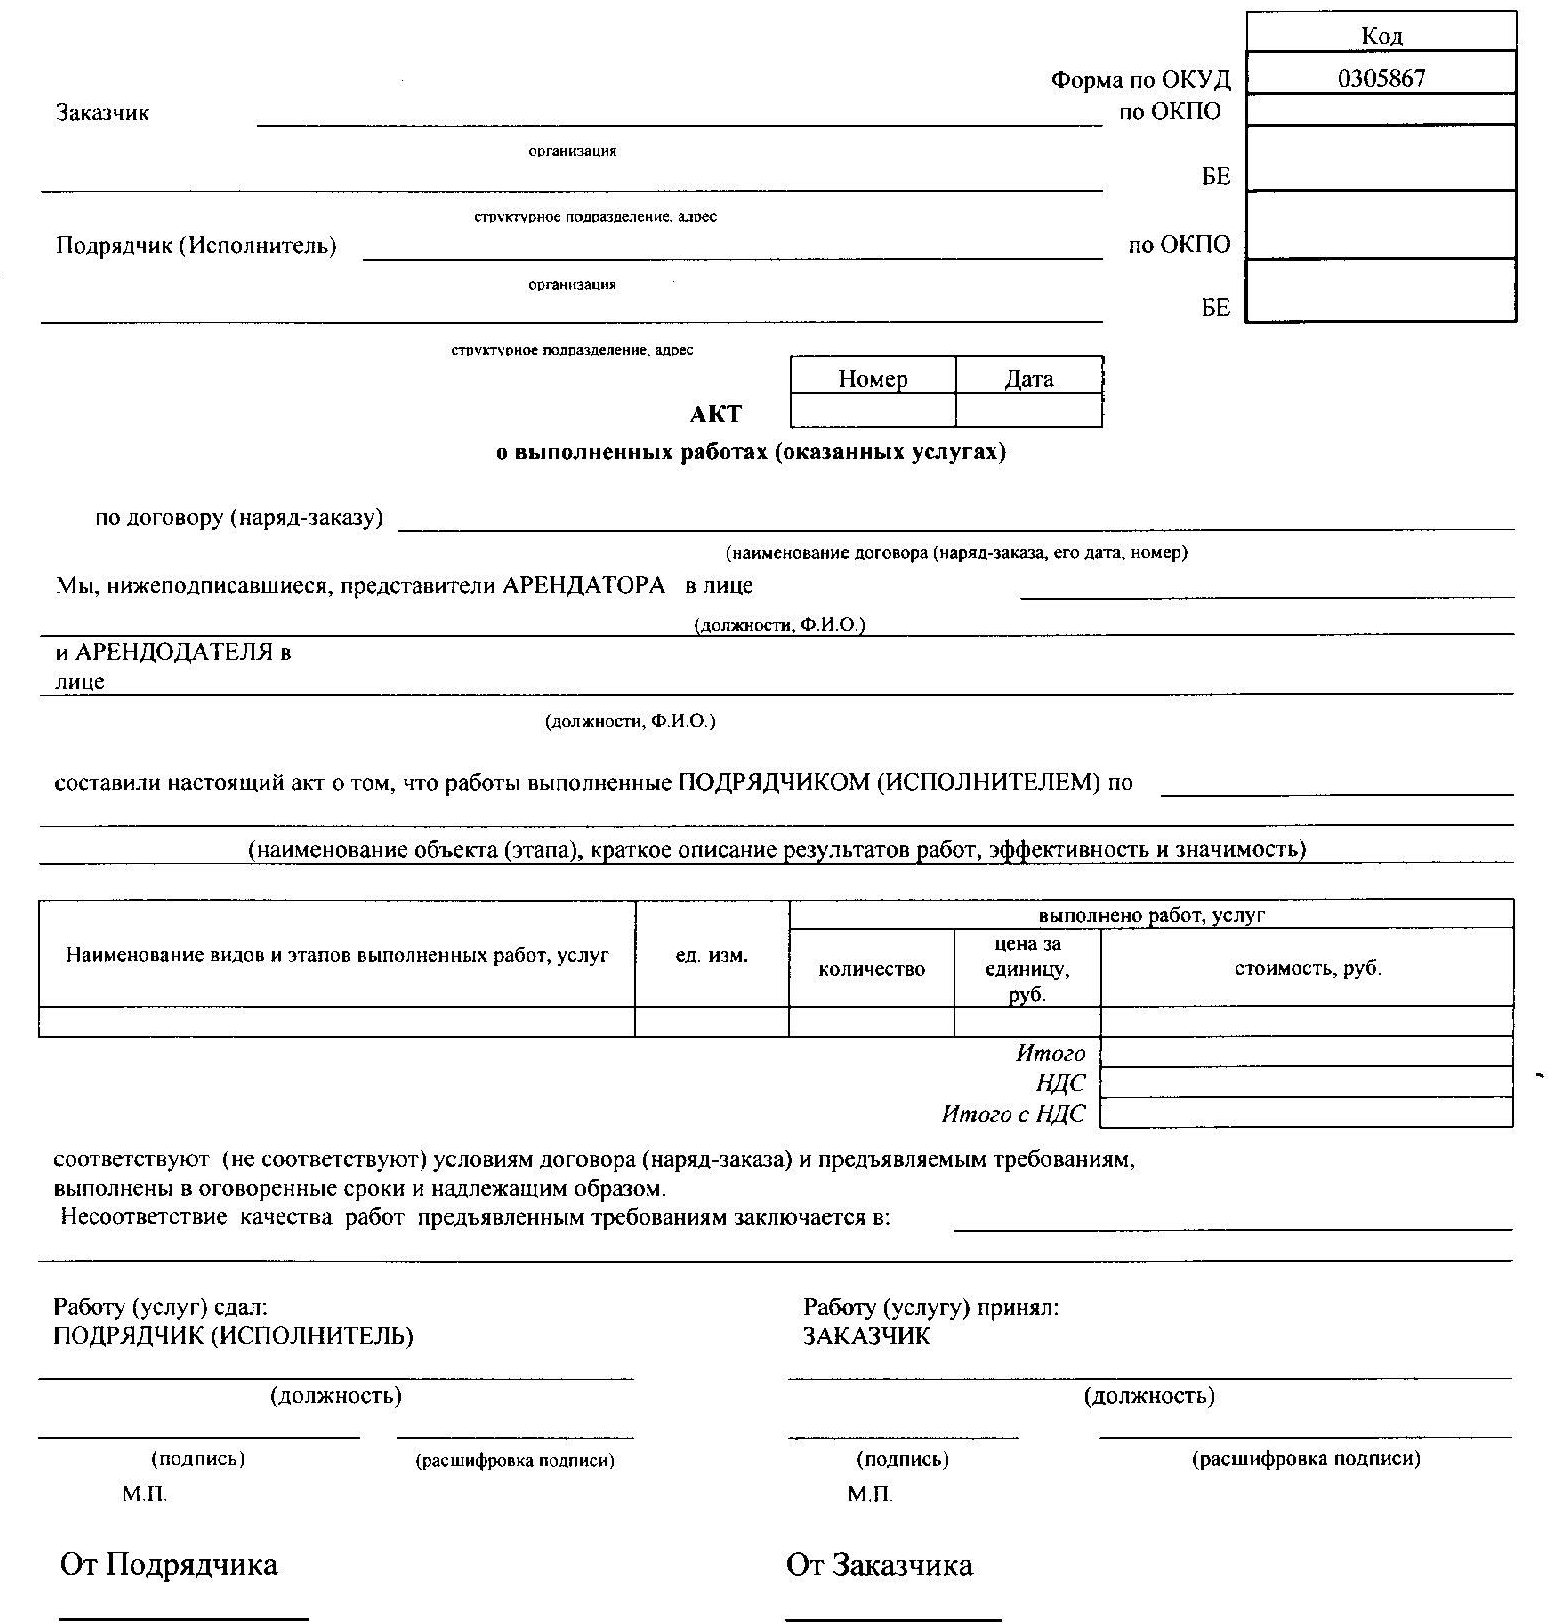 Код
Форма по ОКУД 0305867
Заказчик по ОКПО
организация
БЕ
структурное подразделение, адрес
Подрядчик (Исполнитель) по ОКПО
организация
БЕ
структурное подразделение, адрес
Номер Дата
АКТ
о выполненных работах (оказанных услугах)
по договору (наряд-заказу)
(наименование договора (наряд-заказа, его дата, номер)
Мы, нижеподписавшиеся, представители АРЕНДАТОРА в лице
(должности, Ф.И.О.)
и АРЕНДОДАТЕЛЯ в
лице
(должности, Ф.И.О.)
составили настоящий акт о том, что работы выполненные ПОДРЯДЧИКОМ (ИСПОЛНИТЕЛЕМ) по
(наименование объекта (этапа), краткое описание результатов работ, эффективность и значимость)
выполнено работ, услуг
Наименование видов и этапов выполненных работ, услуг ед. изм. количество цена за
единицу,
руб. стоимость, руб.
Итого
НДС
Итого с НДС
соответствуют (не соответствуют) условиям договора (наряд-заказа) и предъявляемым требованиям,
выполнены в оговоренные сроки и надлежащим образом.
Несоответствие качества работ предъявленным требованиям заключается в:
Работу (услуг) сдал: Работу (услугу) принял:
ПОДРЯДЧИК (ИСПОЛНИТЕЛЬ) ЗАКАЗЧИК
(должность) (должность)
(подпись) (расшифровка подписи) (подпись) (расшифровка подписи)
М.П. М.П.
От Подрядчика От Заказчика